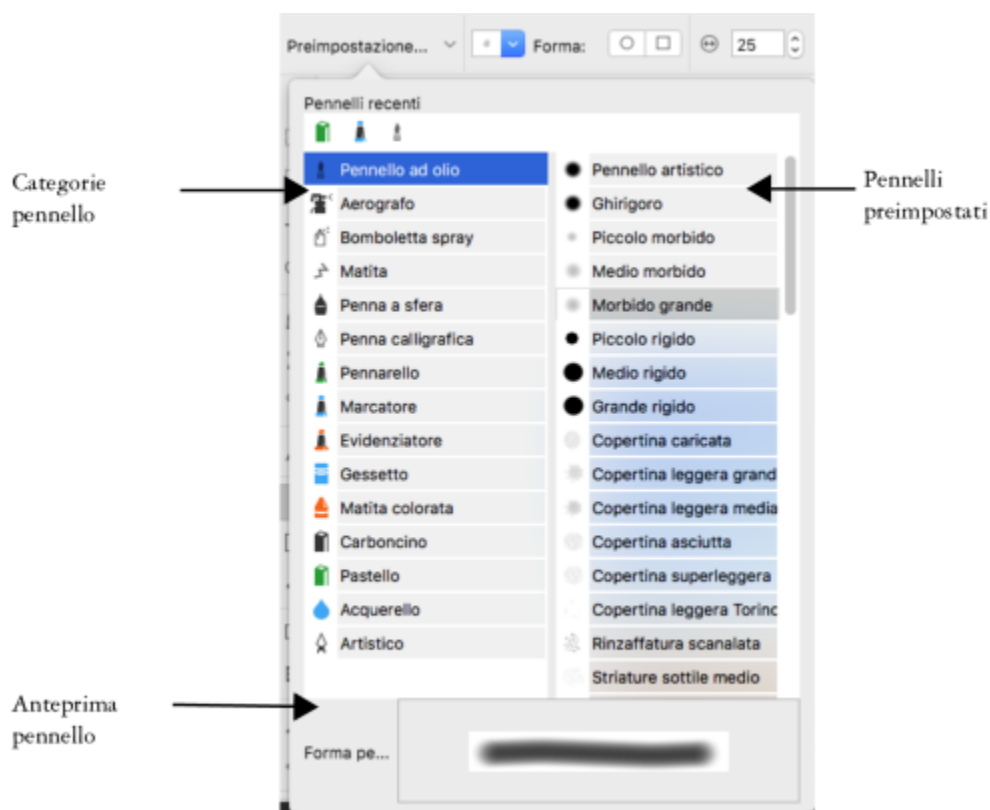 Preimpostazione... Forma: 25
Pennelli recenti
Categorie
pennello
Pennello ad olio
Aerografo
Bomboletta spray
Matita
Penna a sfera
Penna calligrafica
Pennarello
Marcatore
Evidenziatore
Gessetto
Matita colorata
Carboncino
Pastello
Acquerello
Artistico
Pennello artistico
Ghirigoro
Piccolo morbido
Medio morbido
Morbido grande
Piccolo rigido
Medio rigido
Grande rigido
Copertina caricata
Copertina leggera grand
Copertina leggera media
Copertina asciutta
Copertina superleggera
Copertina leggera Torino
Rinzaffatura scanalata
Striature sottile medio
Pennelli
preimpostati
Anteprima
pennello
Forma pe...